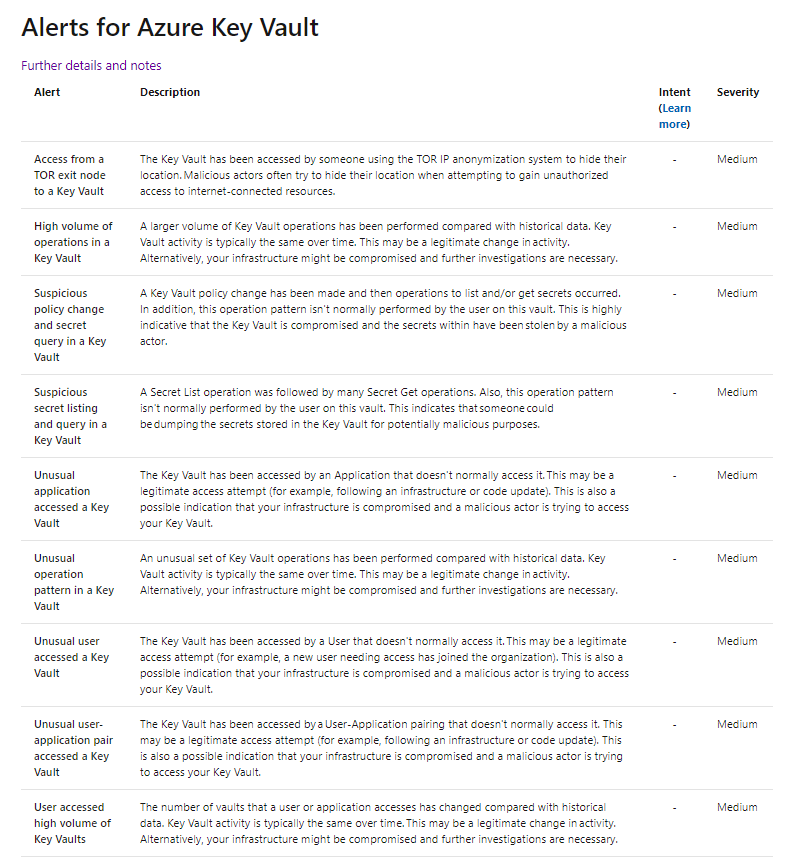 Alerts for Azure Key Vault
Further details and notes
Alert Description Intent Severity
(Learn
more)
Access from a The Key Vault has been accessed by someone using the TOR IP anonymization system to hide their - Medium
TOR exit node location. Malicious actors often try to hide their location when attempting to gain unauthorized
to a Key Vault access to internet-connected resources.
High volume of A larger volume of Key Vault operations has been performed compared with historical data. Key - Medium
operations in a Vault activity is typically the same over time. This may be a legitimate change in activity.
Key Vault Alternatively, your infrastructure might be compromised and further investigations are necessary.
Suspicious A Key Vault policy change has been made and then operations to list and/or get secrets occurred. - Medium
policy change In addition, this operation pattern isn't normally performed by the user on this vault. This is highly
and secret indicative that the Key Vault is compromised and the secrets within have been stolen by a malicious
query in a Key actor.
Vault
Suspicious A Secret List operation was followed by many Secret Get operations. Also, this operation pattern - Medium
secret listing isn't normally performed by the user on this vault. This indicates that someone could
and query in a be dumping the secrets stored in the Key Vault for potentially malicious purposes.
Key Vault
Unusual The Key Vault has been accessed by an Application that doesn't normally access it. This may be a - Medium
application legitimate access attempt (for example, following an infrastructure or code update). This is also a
accessed a Key possible indication that your infrastructure is compromised and a malicious actor is trying to access
Vault your Key Vault.
Unusual An unusual set of Key Vault operations has been performed compared with historical data. Key - Medium
operation Vault activity is typically the same over time. This may be a legitimate change in activity.
pattern in a Key Alternatively, your infrastructure might be compromised and further investigations are necessary.
Vault
Unusual user The Key Vault has been accessed by a User that doesn't normally access it. This may be a legitimate - Medium
accessed a Key access attempt (for example, a new user needing access has joined the organization). This is also a
Vault possible indication that your infrastructure is compromised and a malicious actor is trying to access
your Key Vault.
Unusual user- The Key Vault has been accessed by a User-Application pairing that doesn't normally access it. This - Medium
application pair may be a legitimate access attempt (for example, following an infrastructure or code update). This
accessed a Key is also a possible indication that your infrastructure is compromised and a malicious actor is trying
Vault to access your Key Vault.
User accessed The number of vaults that a user or application accesses has changed compared with historical - Medium
high volume of data. Key Vault activity is typically the same over time. This may be a legitimate change in activity.
Key Vaults Alternatively, your infrastructure might be compromised and further investigations are necessary.